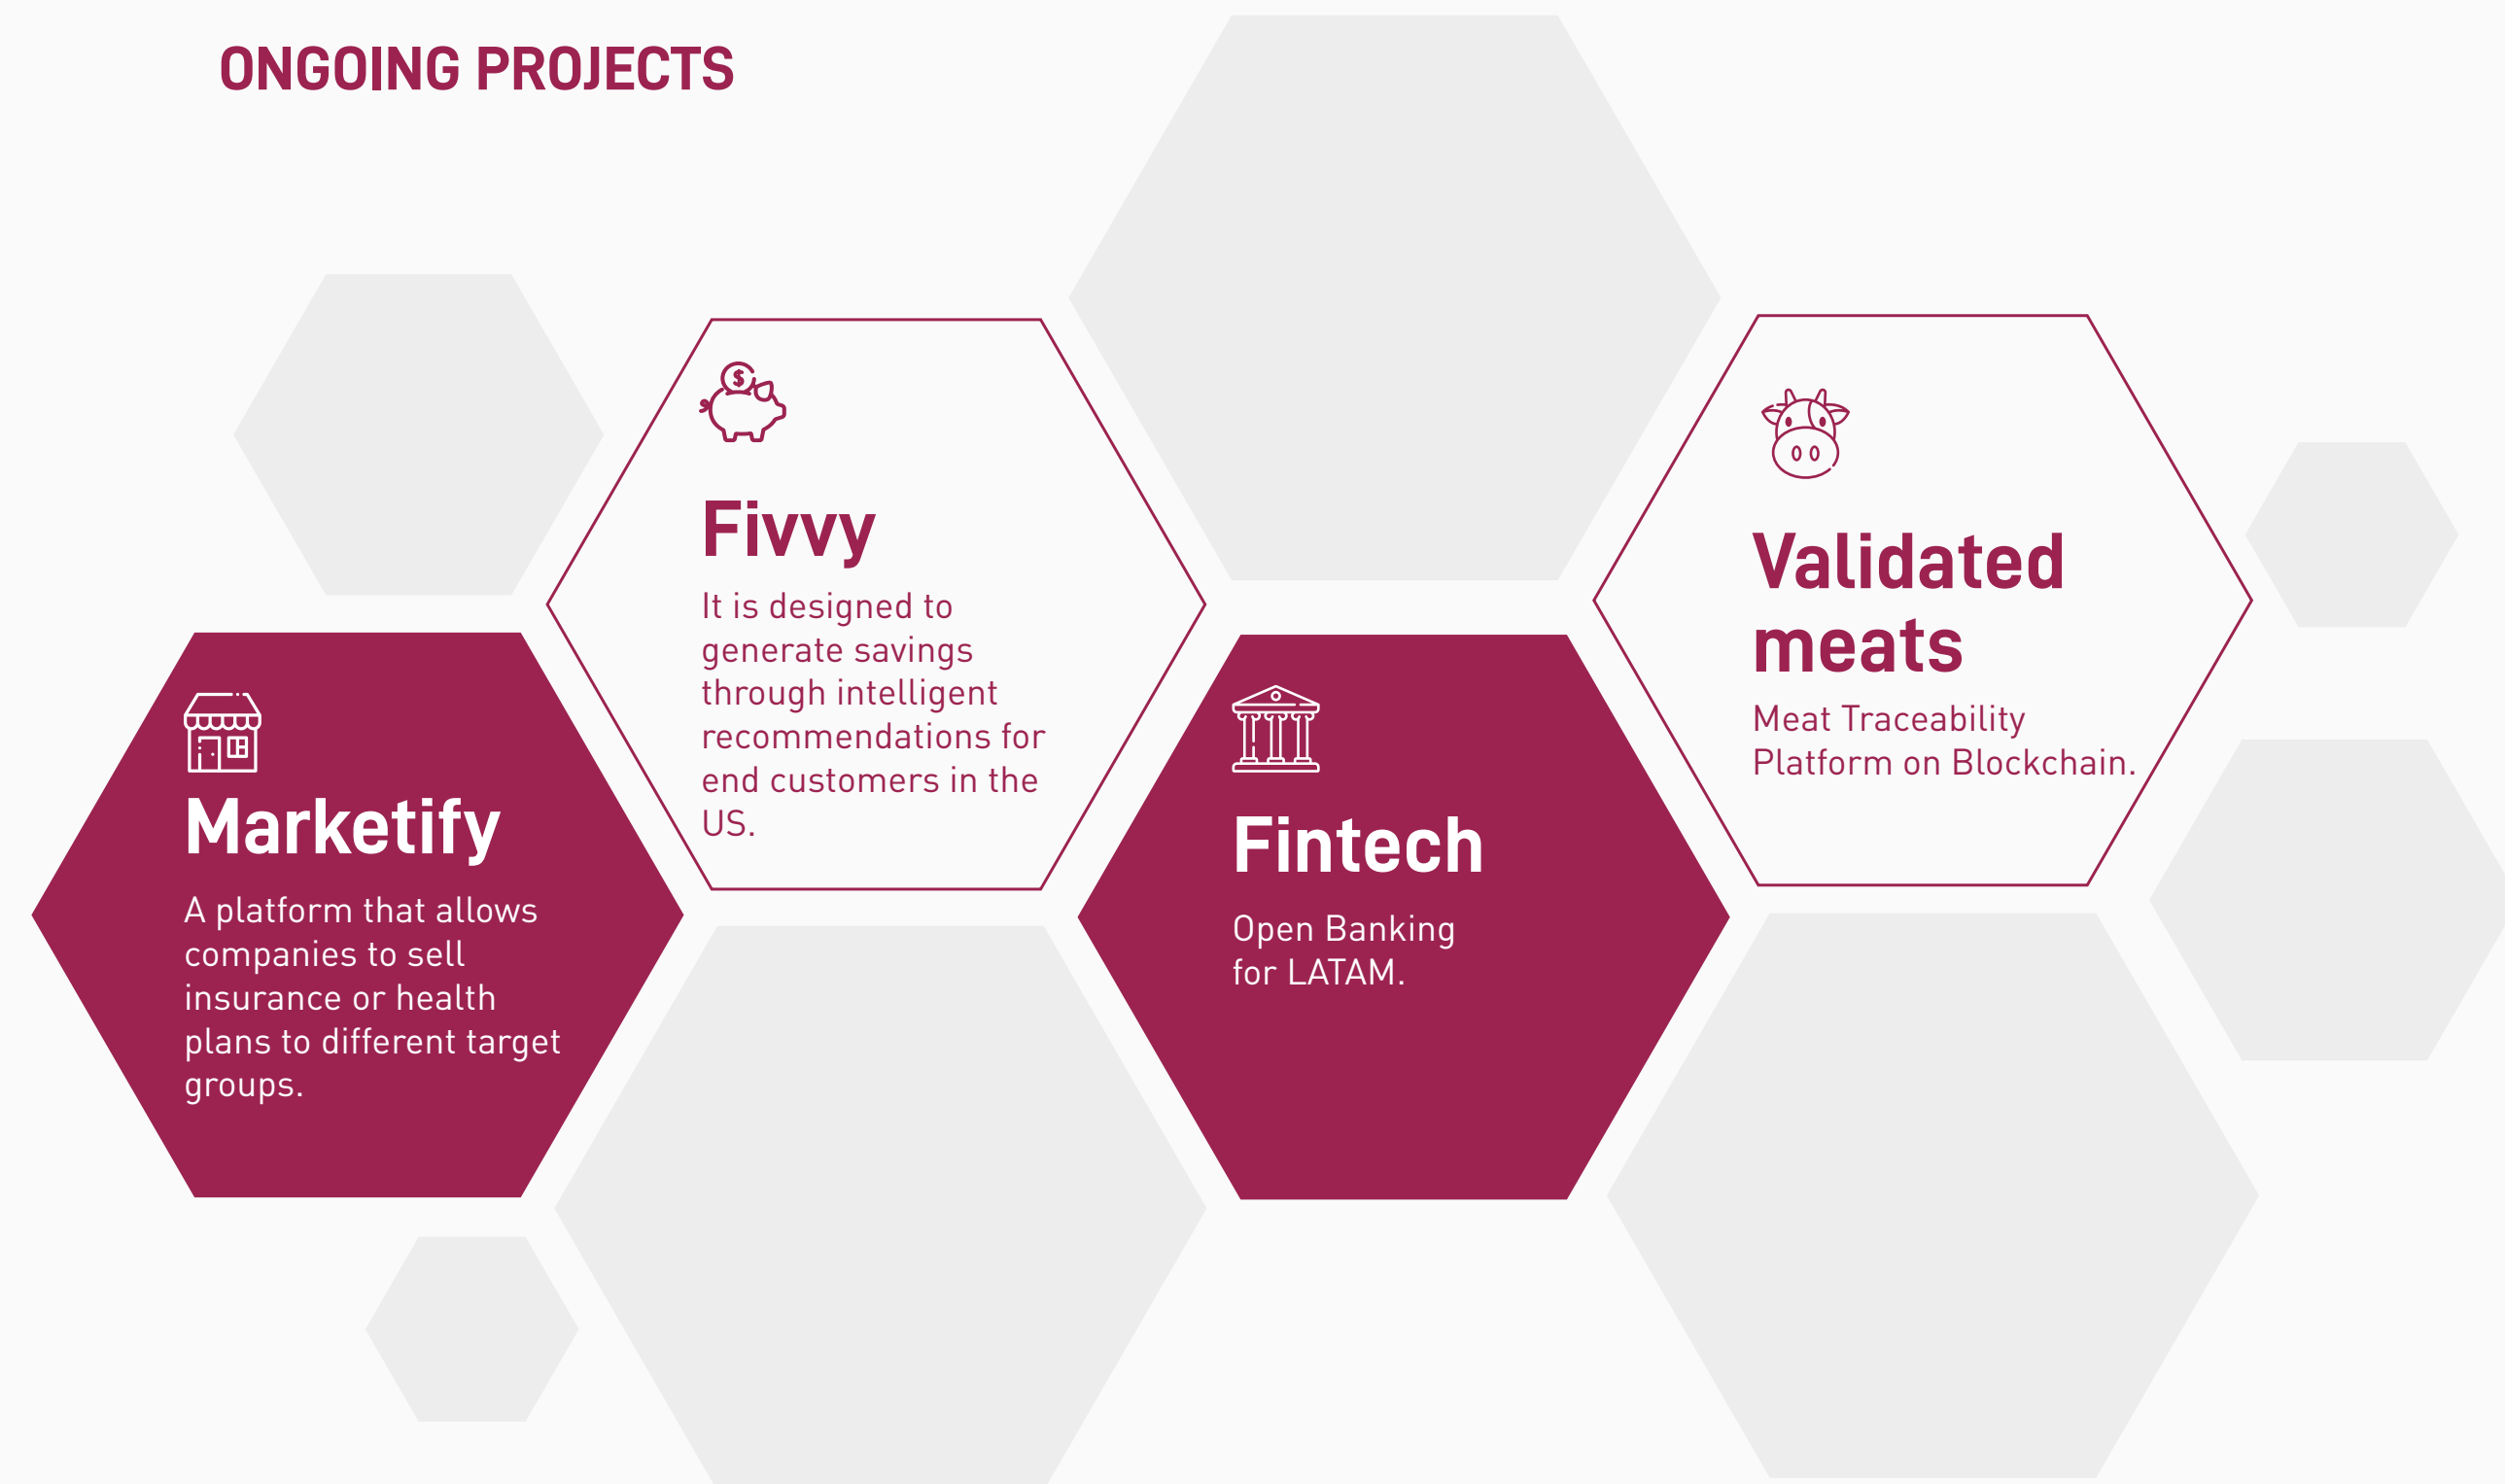 ONGOING PROJECTS
Marketify
A platform that allows
companies to sell
insurance or health
plans to different target
groups.
Fivvy
It is designed to
generate savings
through intelligent
recommendations for
end customers in the
US.
Fintech
Open Banking
for LATAM.
Validated
meats
Meat Traceability
Platform on Blockchain.